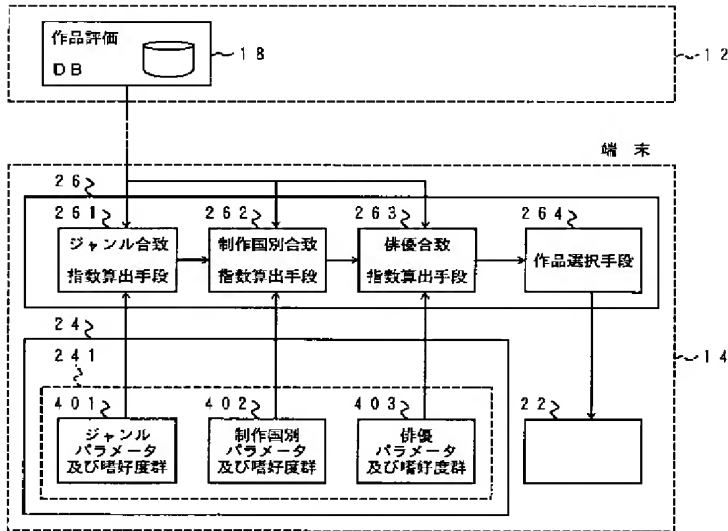 作品評価
DB
18
12
端末
26
261
262
263
264
ジャンル合致
指数算出手段
制作国別合致
指数算出手段
俳優合致
指数算出手段
作品選択手段
24
241
14
401
402
403
22
ジャンル
パラメータ
及び嗜好度群
制作国別
パラメータ
及び嗜好度群
俳優
パラメータ
及び嗜好度群